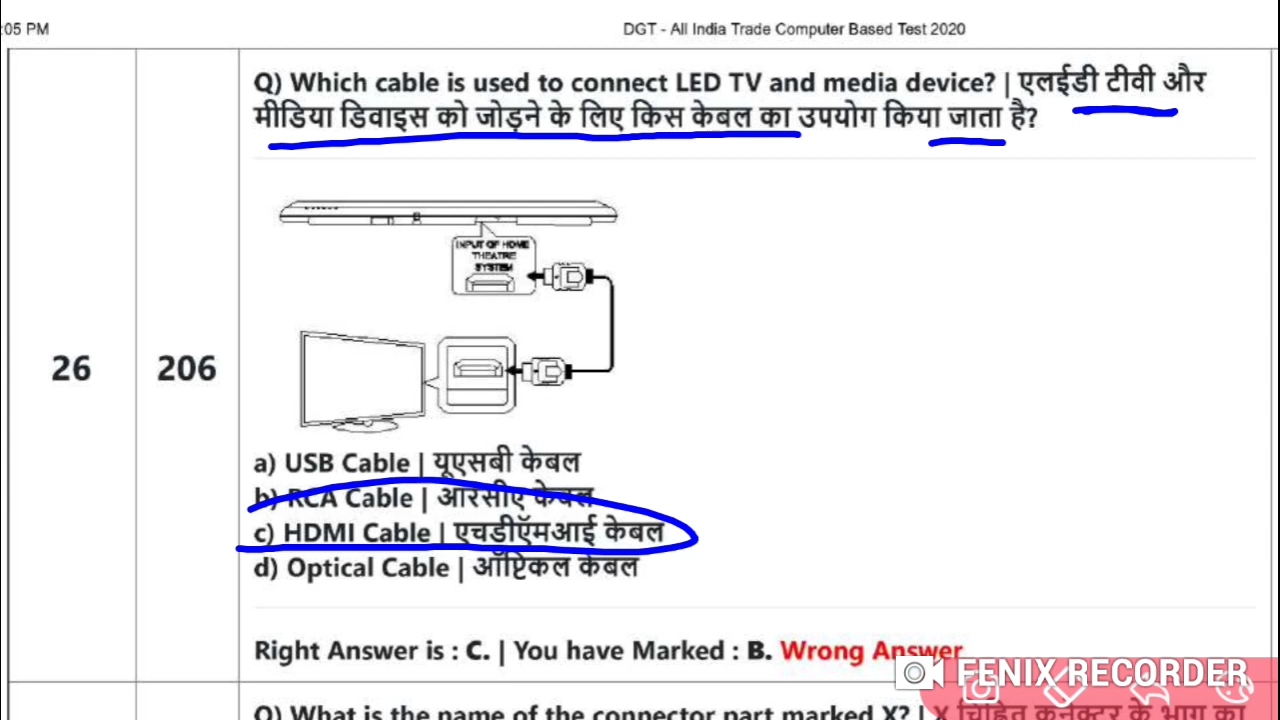 :05 PM
DGT - All India Trade Computer Based Test 2020
Q) Which cable is used to connect LED TV and media device? | एलईडी टीवी और
मीडिया डिवाइस को जोड़ने के लिए किस केबल का उपयोग किया जाता है?
INPUT OF HOME
THEATRE
SYSTEM
26
206
a) USB Cable | यूएसबी केबल
b) RCA Cable | आरसीए केबल
c) HDMI Cable | एचडीऍमआई केबल
d) Optical Cable | ऑप्टिकल केबल
Right Answer is : C. | You have Marked : B. Wrong Answer
FENIX RECORDER
Q) What is the name of the connector part marked X? | X चिह्नित कनेक्टर के भाग का